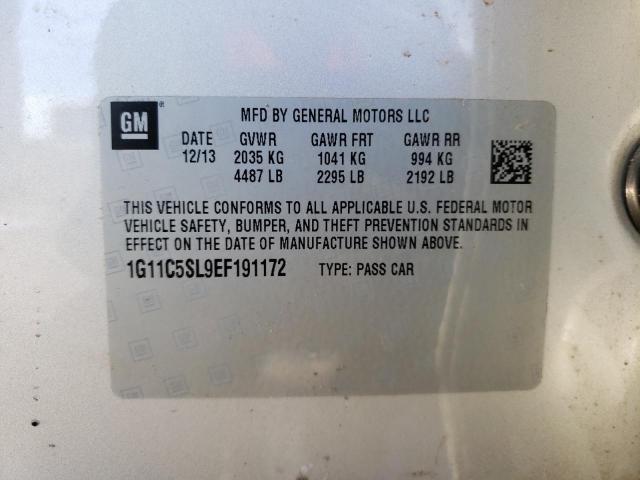 GM
MFD BY GENERAL MOTORS LLC
DATE GVWR GAWR FRT GAWR RR
12/13 2035 KG 1041 KG 994 KG
4487 LB 2295 LB 2192 LB
THIS VEHICLE CONFORMS TO ALL APPLICABLE U.S. FEDERAL MOTOR
VEHICLE SAFETY, BUMPER, AND THEFT PREVENTION STANDARDS IN
EFFECT ON THE DATE OF MANUFACTURE SHOWN ABOVE.
1G11C5SL9EF191172 TYPE: PASS CAR